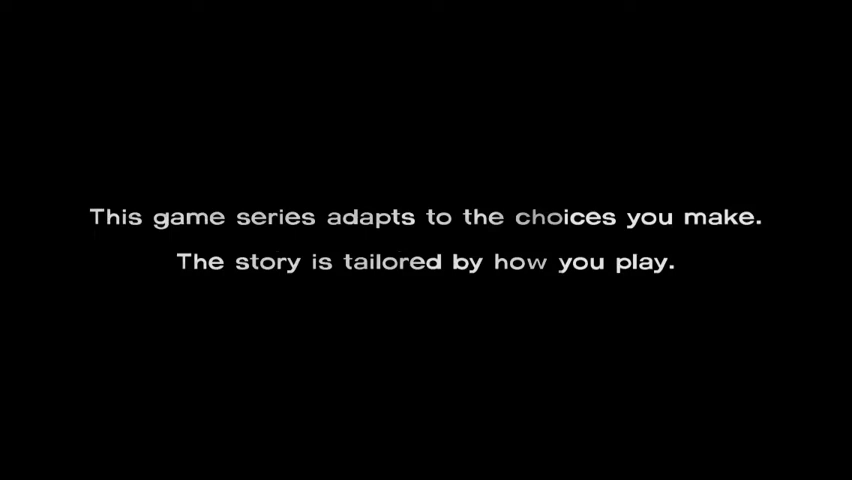 This game series adapts to the choices you make.
The story is tailored by how you play.